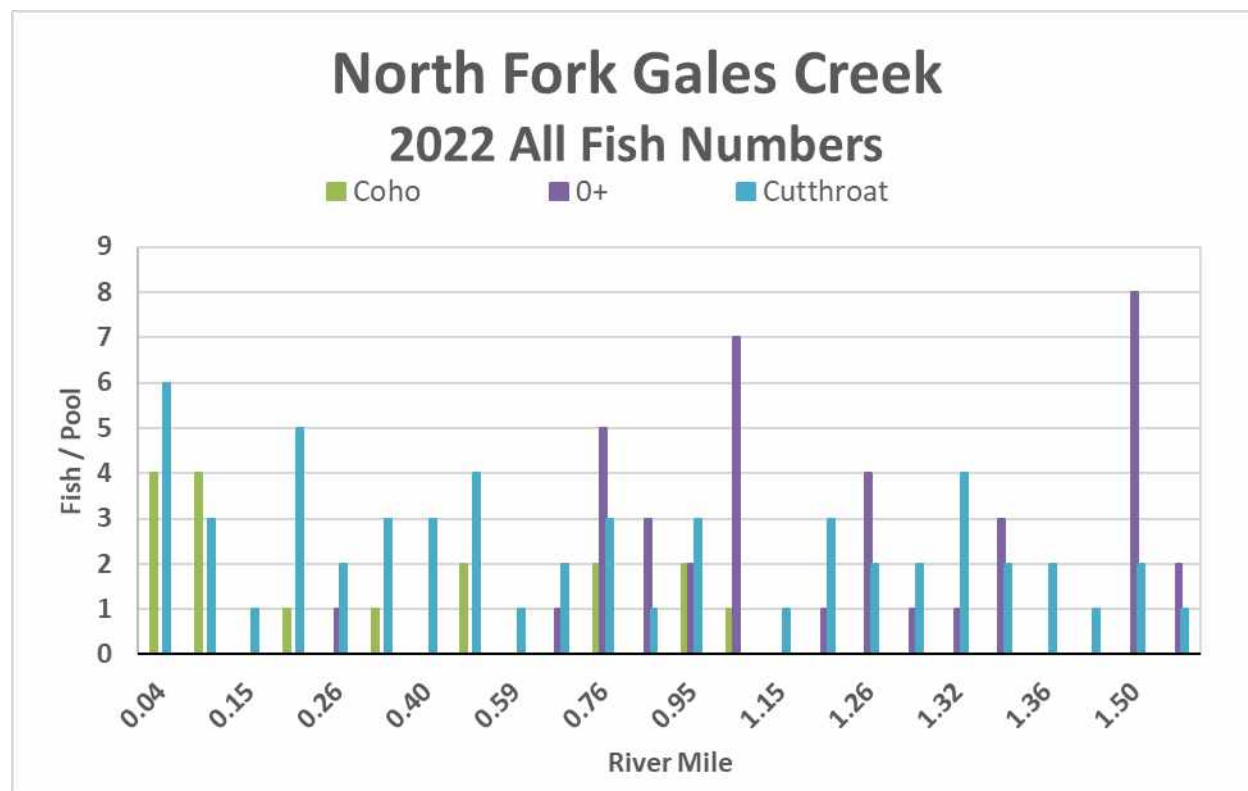 North Fork Gales Creek
2022 All Fish Numbers
Coho 0+ Cutthroat
9
8
7
6
5
4
3
2
1
0
Fish / Pool
0.04 0.15 0.26 0.40 0.59 0.76 0.95 1.15 1.26 1.32 1.36 1.50
River Mile